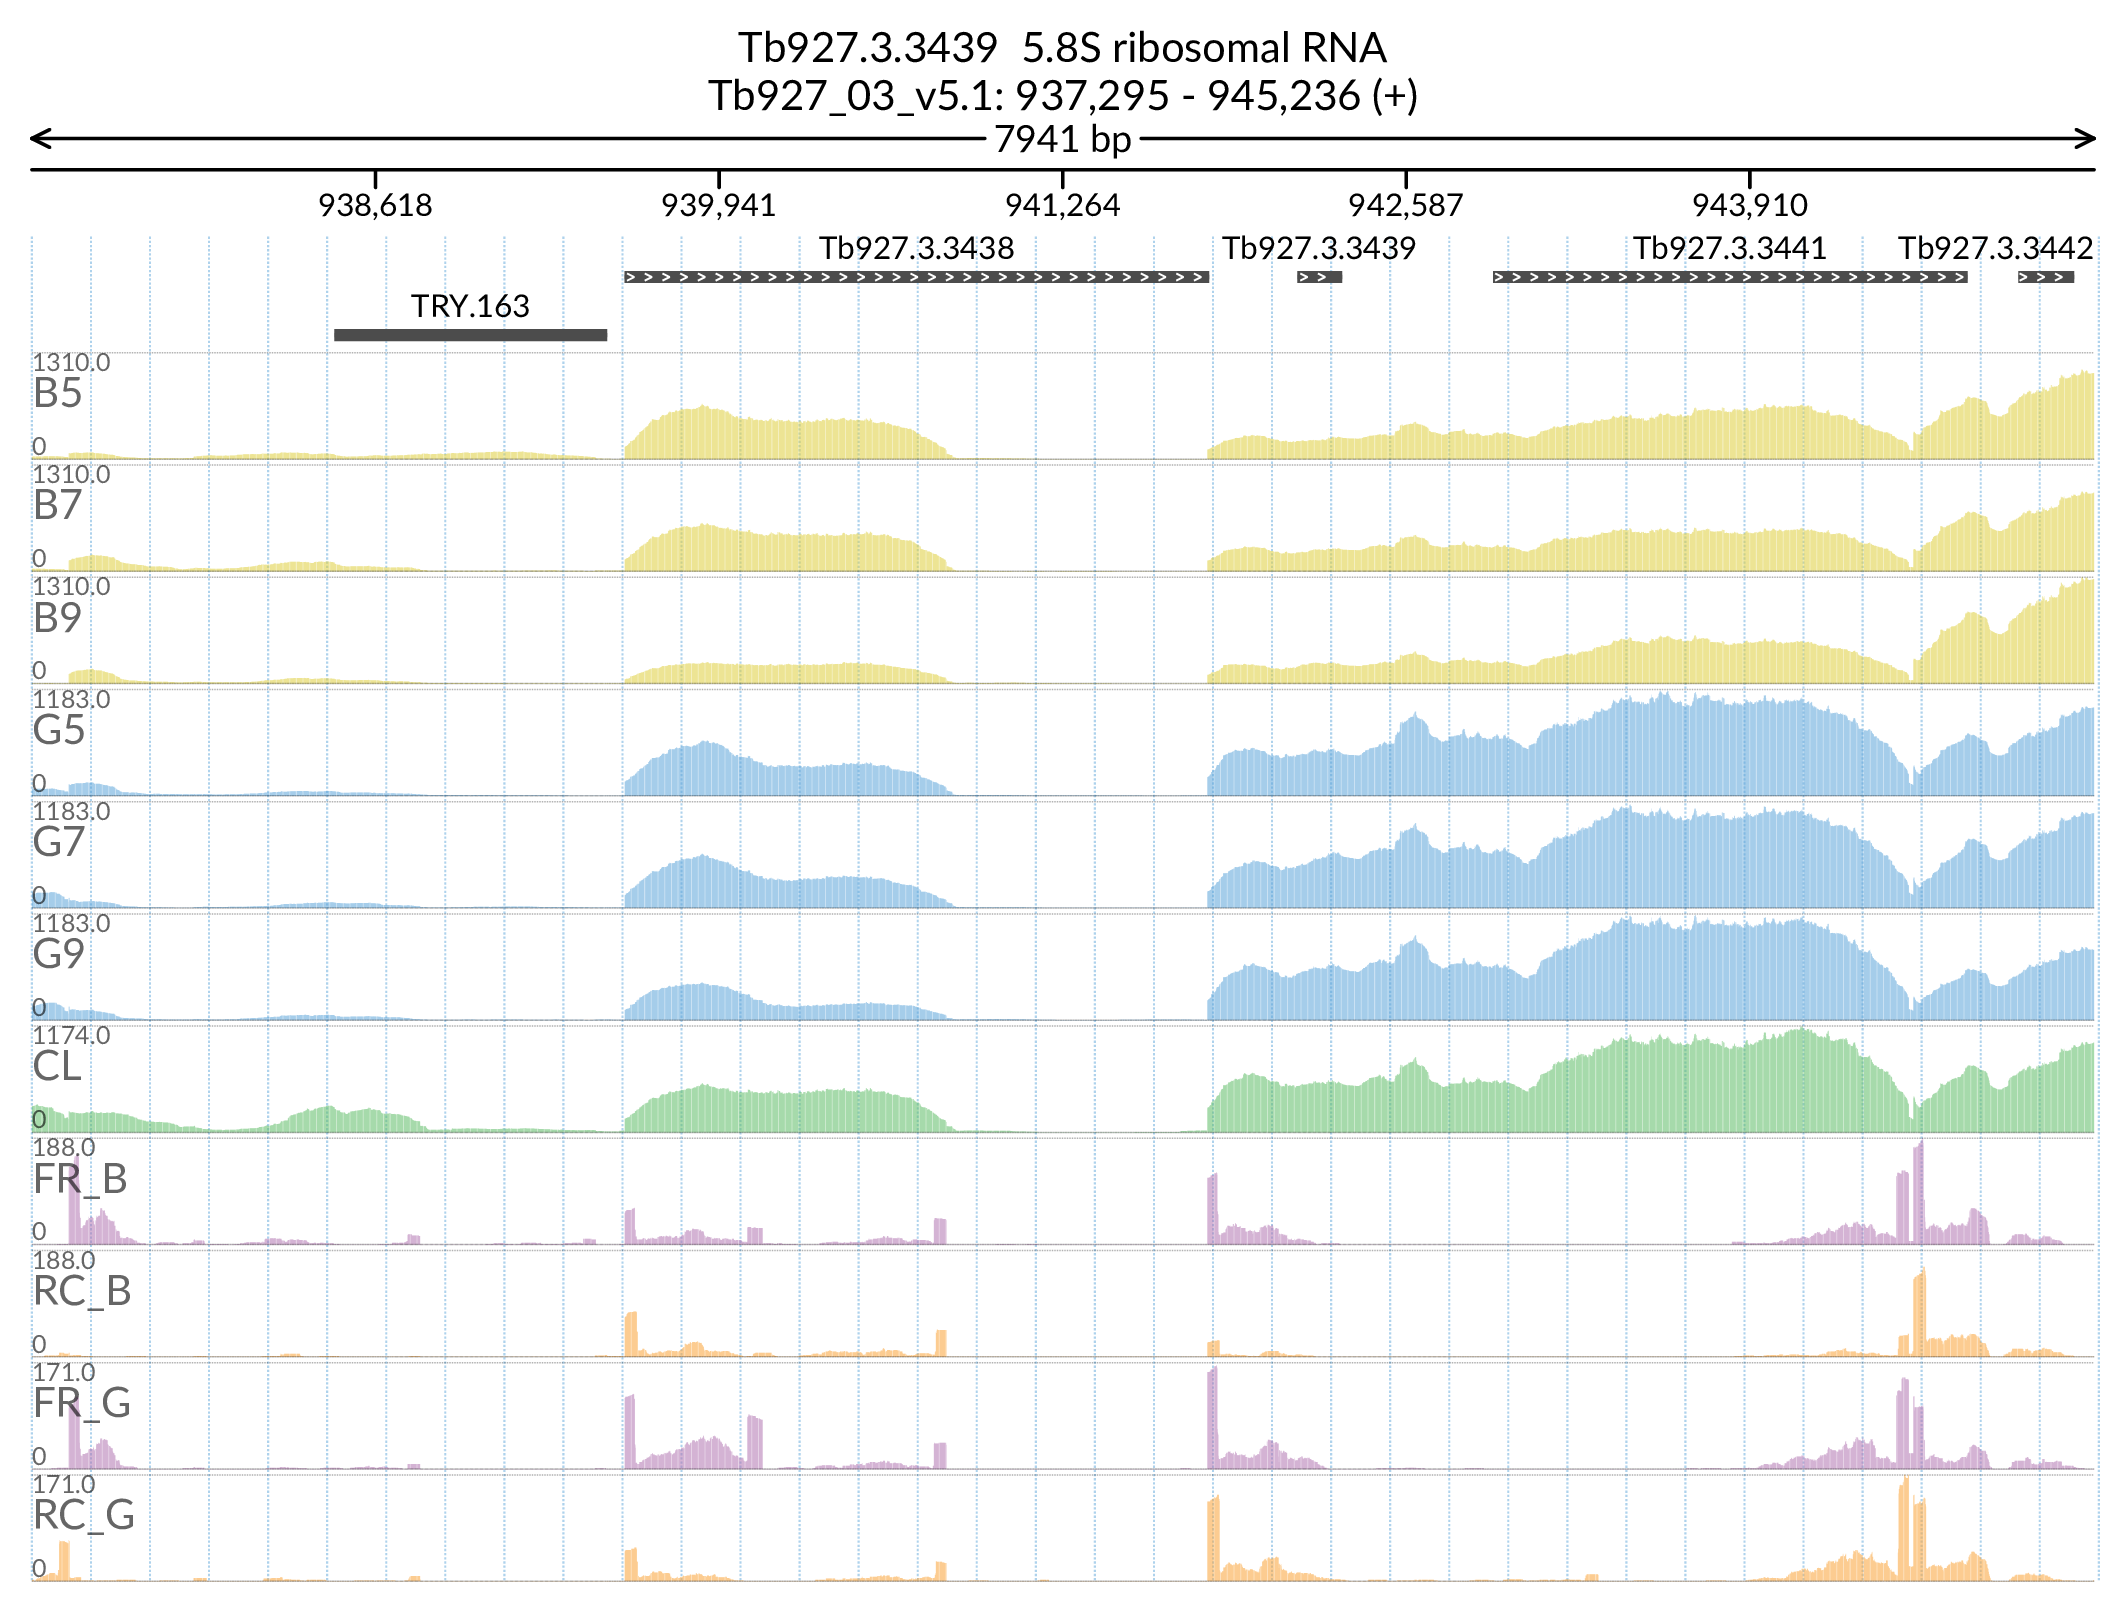 Tb927.3.3439  5.8S ribosomal RNA
Tb927_03_v5.1: 937,295 - 945,236 (+)
7941 bp
938,618 939,941 941,264 942,587 943,910
Tb927.3.3438 Tb927.3.3439 Tb927.3.3441 Tb927.3.3442
TRY.163
1310.0
B5
0
1310.0
B7
0
1310.0
B9
0
1183.0
G5
0
1183.0
G7
0
1183.0
G9
0
1174.0
CL
0
188.0
FR_B
0
188.0
RC_B
0
171.0
FR_G
0
171.0
RC_G
0